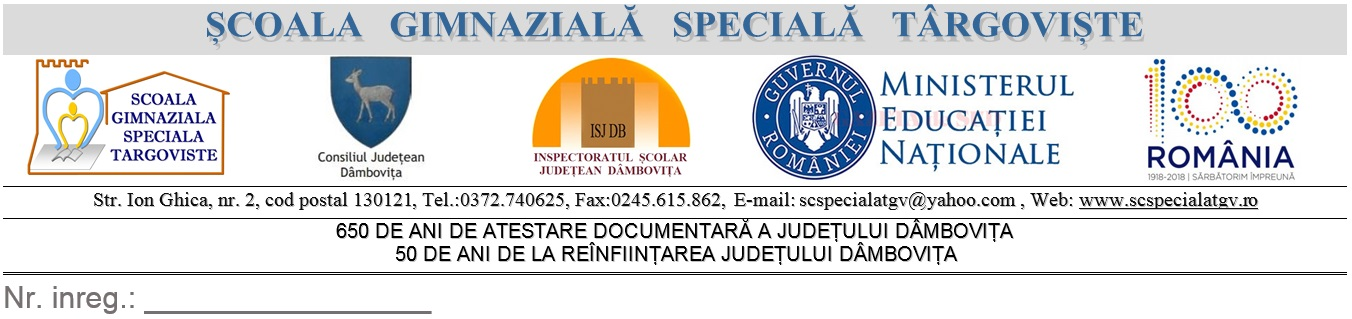 ȘCOALA GIMNAZIALĂ SPECIALĂ TÂRGOVIȘTE
SCOALA
GIMNAZIALA
SPECIALA
TARGOVISTE
Consiliul Județean
Dâmbovița
ISJ DB
INSPECTORATUL ȘCOLAR
JUDEȚEAN DÂMBOVIȚA
GUVERNUL ROMÂNIEI
MINISTERUL
EDUCAȚIEI
NAȚIONALE
100
ROMÂNIA
1918-2018 | SĂRBĂTORIM ÎMPREUNĂ
Str. Ion Ghica, nr. 2, cod postal 130121, Tel.:0372.740625, Fax:0245.615.862, E-mail: scspecialatgv@yahoo.com , Web: www.scspecialatgv.ro
650 DE ANI DE ATESTARE DOCUMENTARĂ A JUDEȚULUI DÂMBOVIȚA
50 DE ANI DE LA REÎNFIINȚAREA JUDEȚULUI DÂMBOVIȚA
Nr. inreg.: __________________